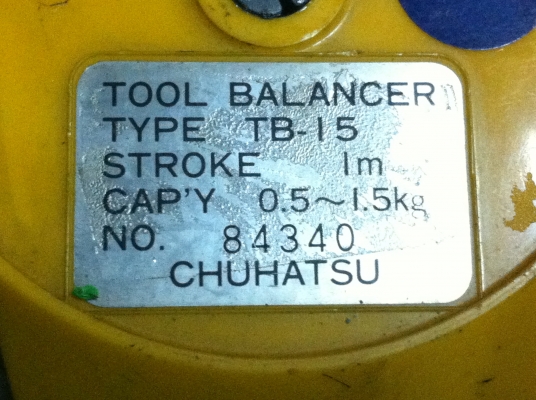 TOOL BALANCER
TYPE TB-15
STROKE 1m
CAP'Y 0.5~1.5kg
NO. 84340
CHUHATSU